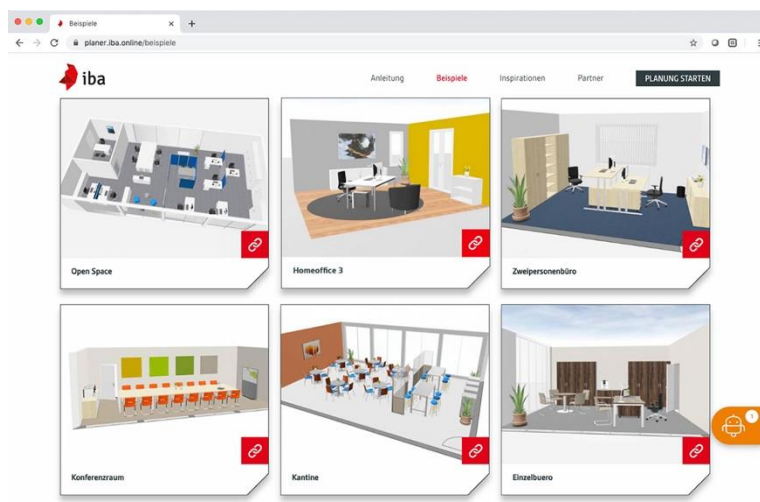 Beispiele
planer.iba.online/beispiele
iba
Anleitung Beispiele Inspirationen Partner PLANUNG STARTEN
Open Space Homeoffice 3 Zweipersonenbüro
Konferenzraum Kantine Einzelbuero
1